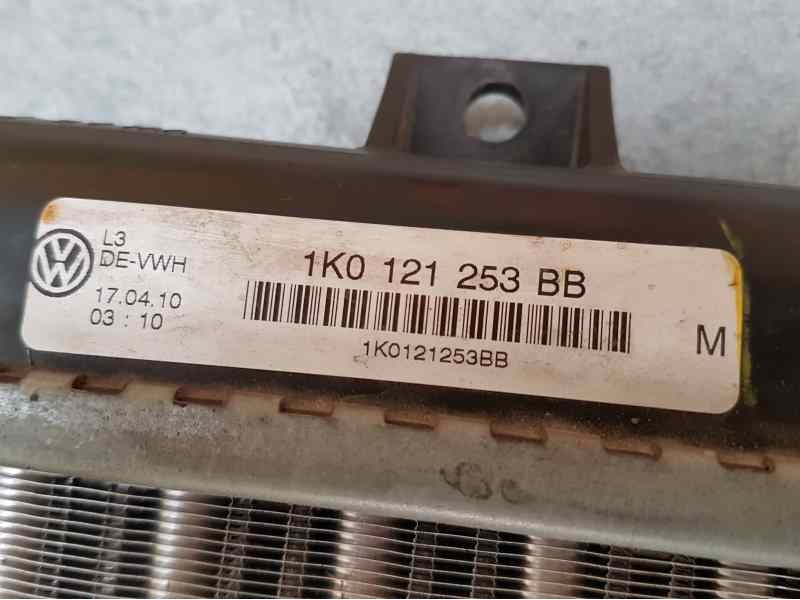 L3
DE-VWH
17.04.10
03 : 10
1K0 121 253 BB
1K0121253BB
M